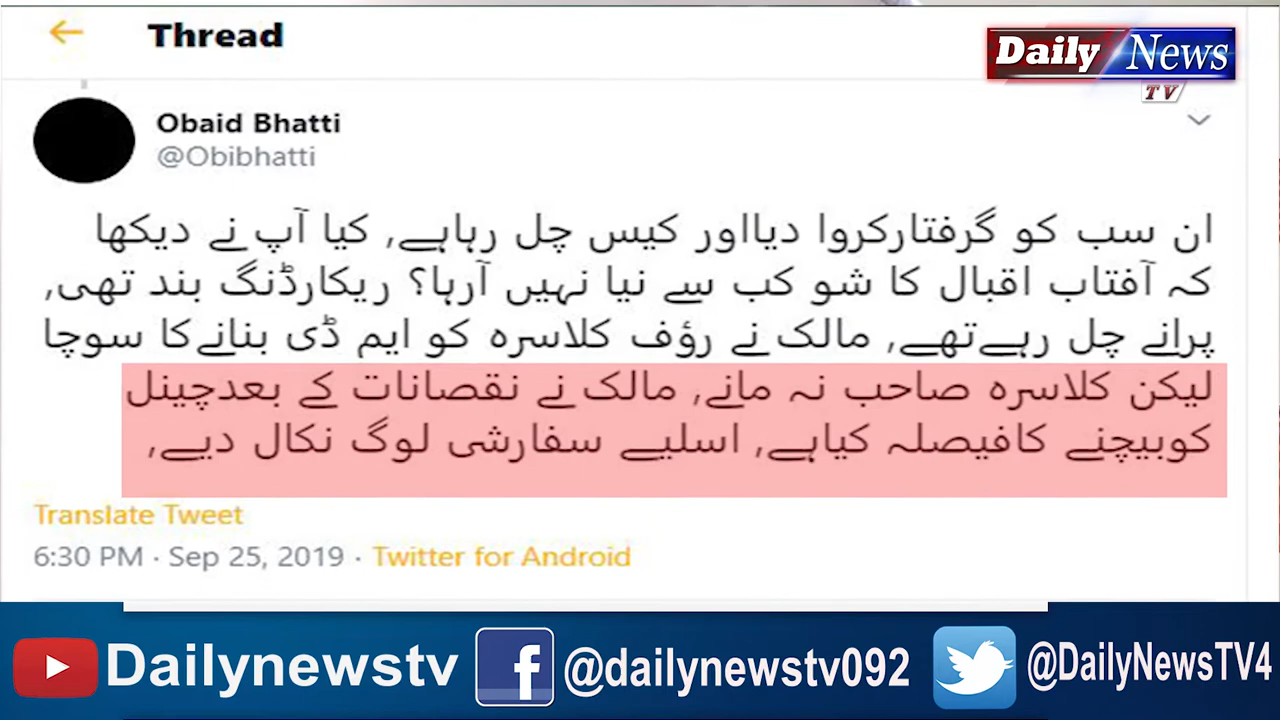 Thread
Daily News
TV
Obaid Bhatti
@Obibhatti
ان سب کو گرفتارکروا دیااور کیس چل رہاہے, کیا آپ نے دیکھا
کہ آفتاب اقبال کا شو کب سے نیا نہیں آرہا؟ ریکارڈنگ بند تھی,
پرانے چل رہےتھے, مالک نے رؤف کلاسرہ کو ایم ڈی بنانےکا سوچا
لیکن کلاسرہ صاحب نہ مانے, مالک نے نقصانات کے بعدچینل
کوبیچنے کافیصلہ کیاہے, اسلیے سفارشی لوگ نکال دیے,
Translate Tweet
6:30 PM · Sep 25, 2019 · Twitter for Android
Dailynewstv
@dailynewstv092
@DailyNewsTV4